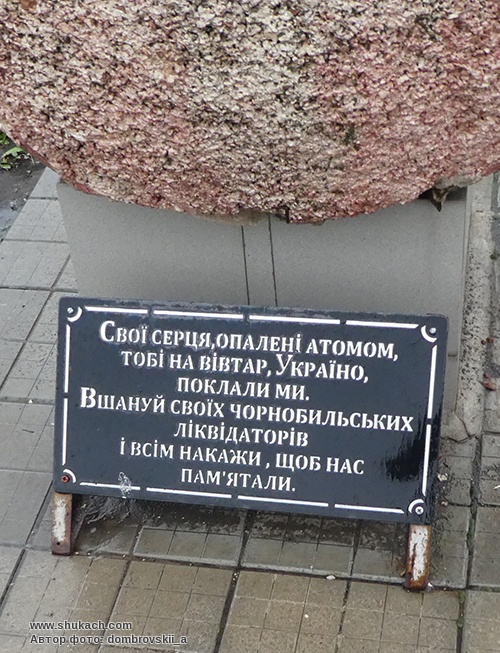 Свої серця,опалені атомом,
тобі на вівтар, Україно,
поклали ми.
Вшануй своїх чорнобильських
ліквідаторів
і всім накажи , щоб нас
пам'ятали.
www.shukach.com
Автор фото: dombrovskii_a